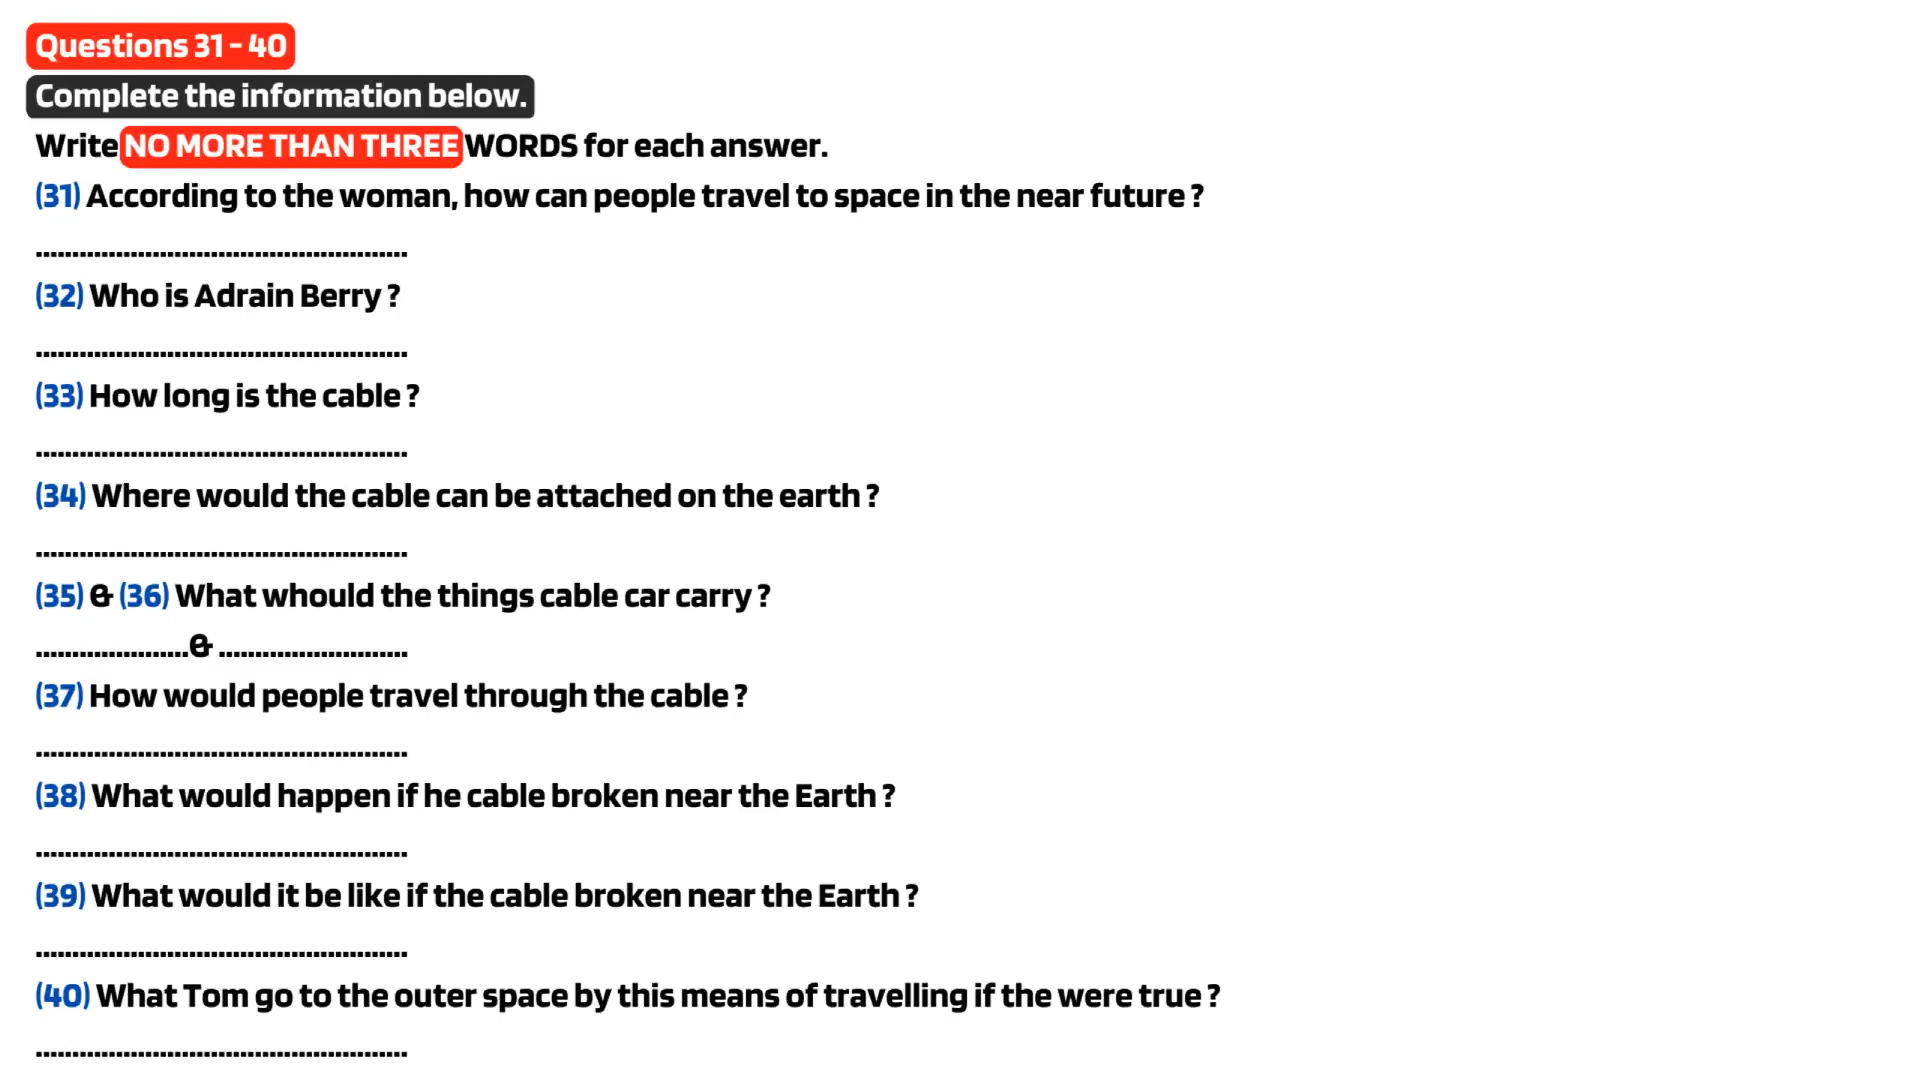 Questions 31 - 40
Complete the information below.
Write NO MORE THAN THREE WORDS for each answer.
(31) According to the woman, how can people travel to space in the near future ?
...................................................
(32) Who is Adrain Berry ?
...................................................
(33) How long is the cable ?
...................................................
(34) Where would the cable can be attached on the earth ?
...................................................
(35) & (36) What whould the things cable car carry ?
.....................& ..........................
(37) How would people travel through the cable ?
...................................................
(38) What would happen if he cable broken near the Earth ?
...................................................
(39) What would it be like if the cable broken near the Earth ?
...................................................
(40) What Tom go to the outer space by this means of travelling if the were true ?
...................................................